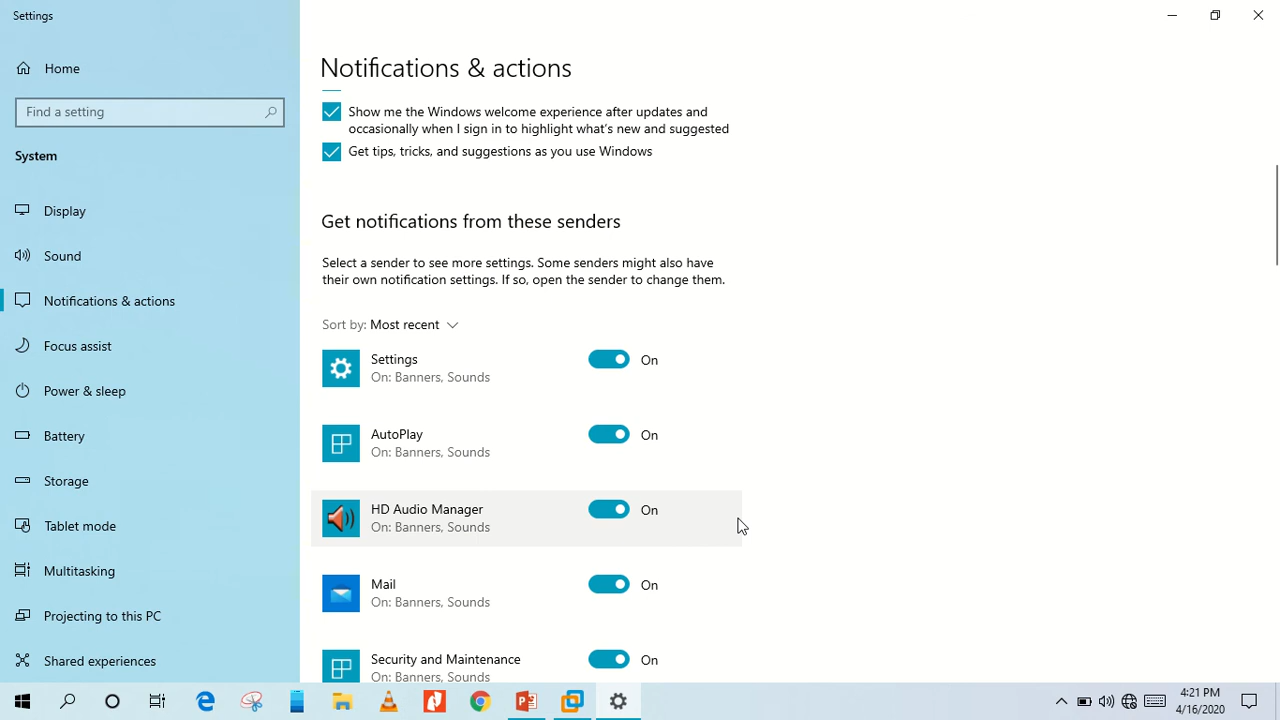 Settings
Home
Find a setting
System
Display
Sound
Notifications & actions
Focus assist
Power & sleep
Battery
Storage
Tablet mode
Multitasking
Projecting to this PC
Shared experiences
Notifications & actions
Show me the Windows welcome experience after updates and
occasionally when I sign in to highlight what's new and suggested
Get tips, tricks, and suggestions as you use Windows
Get notifications from these senders
Select a sender to see more settings. Some senders might also have
their own notification settings. If so, open the sender to change them.
Sort by: Most recent
Settings
On: Banners, Sounds
On
AutoPlay
On: Banners, Sounds
On
HD Audio Manager
On: Banners, Sounds
On
Mail
On: Banners, Sounds
On
Security and Maintenance
On: Banners, Sounds
On
4:21 PM
4/16/2020